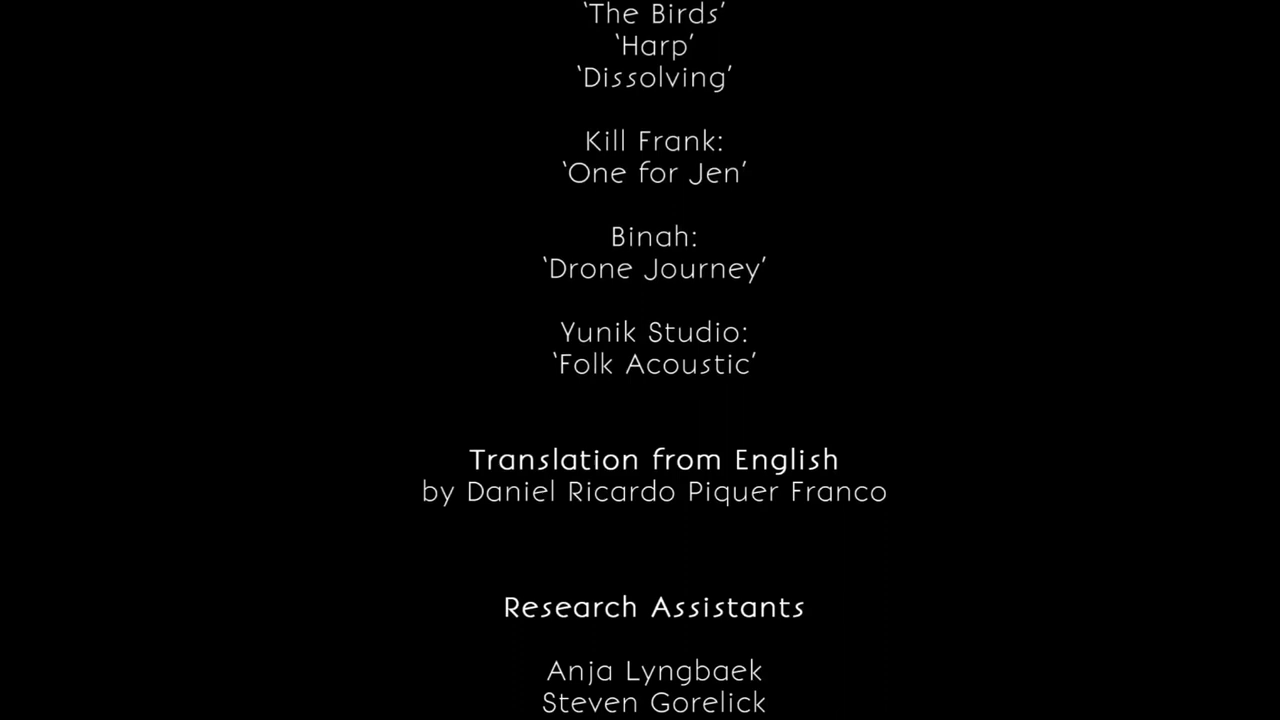 ‘The Birds’
‘Harp’
‘Dissolving’
Kill Frank:
‘One for Jen’
Binah:
‘Drone Journey’
Yunik Studio:
‘Folk Acoustic’
Translation from English
by Daniel Ricardo Piquer Franco
Research Assistants
Anja Lyngbaek
Steven Gorelick